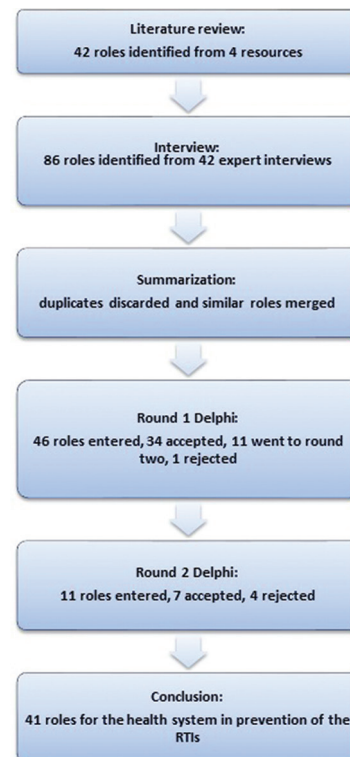 Literature review:
42 roles identified from 4 resources
Interview:
86 roles identified from 42 expert interviews
Summarization:
duplicates discarded and similar roles merged
Round 1 Delphi:
46 roles entered, 34 accepted, 11 went to round
two, 1 rejected
Round 2 Delphi:
11 roles entered, 7 accepted, 4 rejected
Conclusion:
41 roles for the health system in prevention of the
RTIs